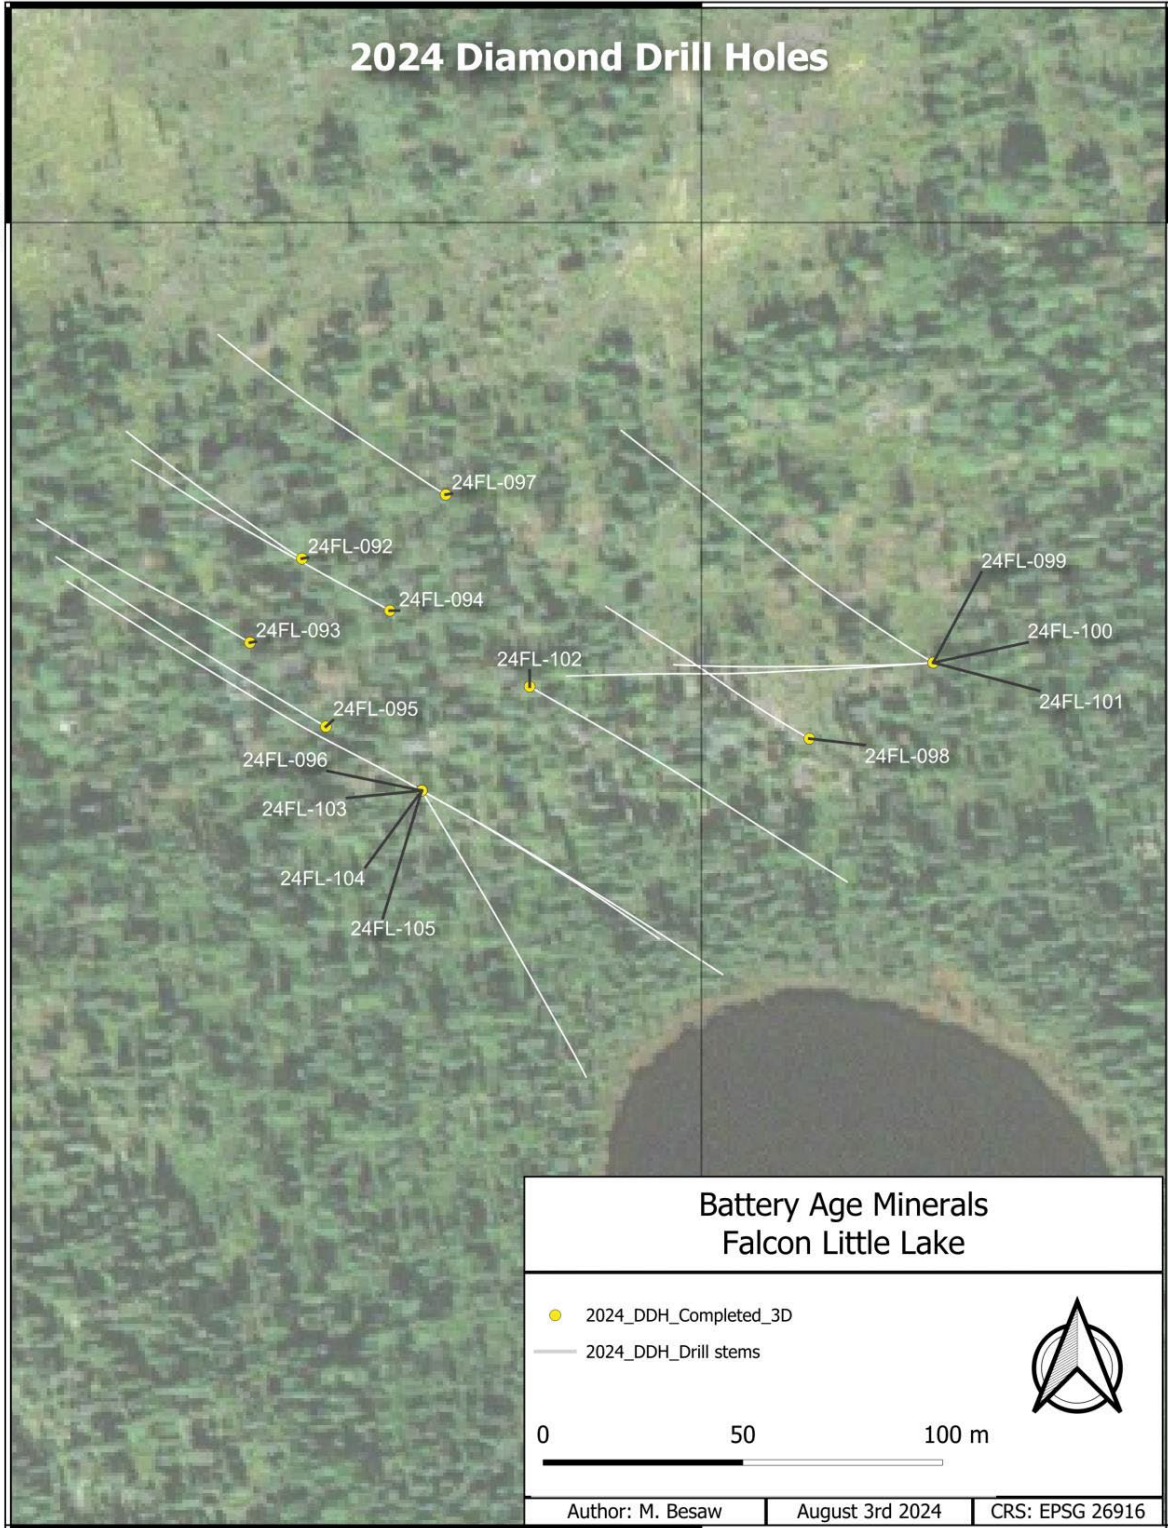 2024 Diamond Drill Holes
24FL-097
24FL-092
24FL-099
24FL-094
24FL-093
24FL-100
24FL-102
24FL-101
24FL-095
24FL-098
24FL-096
24FL-103
24FL-104
24FL-105
Battery Age Minerals
Falcon Little Lake
2024_DDH_Completed_3D
2024_DDH_Drill stems
0 50 100 m
Author: M. Besaw August 3rd 2024 CRS: EPSG 26916